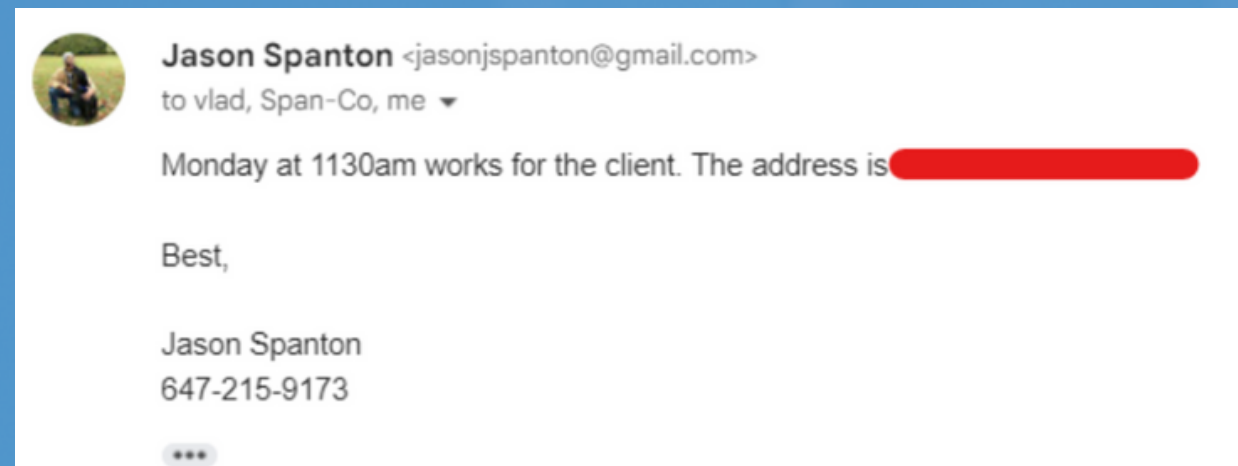 Jason Spanton <jasonjspanton@gmail.com>
to vlad, Span-Co, me
Monday at 1130am works for the client. The address is
Best,
Jason Spanton
647-215-9173